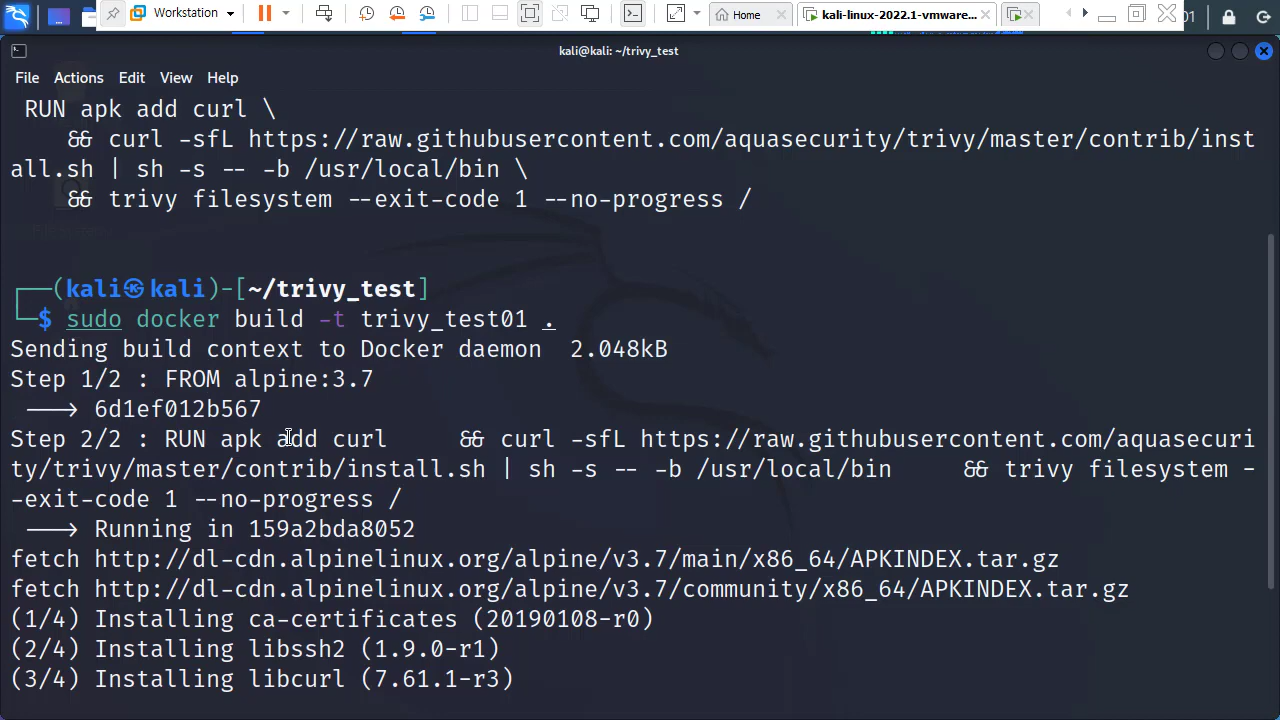 Workstation
Home
kali-linux-2022.1-vmware...
01
kali@kali: ~/trivy_test
File Actions Edit View Help
RUN apk add curl \
&& curl -sfL https://raw.githubusercontent.com/aquasecurity/trivy/master/contrib/inst
all.sh | sh -s -- -b /usr/local/bin \
&& trivy filesystem --exit-code 1 --no-progress /
┌──(kali㉿kali)-[~/trivy_test]
└─$ sudo docker build -t trivy_test01 .
Sending build context to Docker daemon 2.048kB
Step 1/2 : FROM alpine:3.7
---> 6d1ef012b567
Step 2/2 : RUN apk add curl && curl -sfL https://raw.githubusercontent.com/aquasecuri
ty/trivy/master/contrib/install.sh | sh -s -- -b /usr/local/bin && trivy filesystem -
-exit-code 1 --no-progress /
---> Running in 159a2bda8052
fetch http://dl-cdn.alpinelinux.org/alpine/v3.7/main/x86_64/APKINDEX.tar.gz
fetch http://dl-cdn.alpinelinux.org/alpine/v3.7/community/x86_64/APKINDEX.tar.gz
(1/4) Installing ca-certificates (20190108-r0)
(2/4) Installing libssh2 (1.9.0-r1)
(3/4) Installing libcurl (7.61.1-r3)